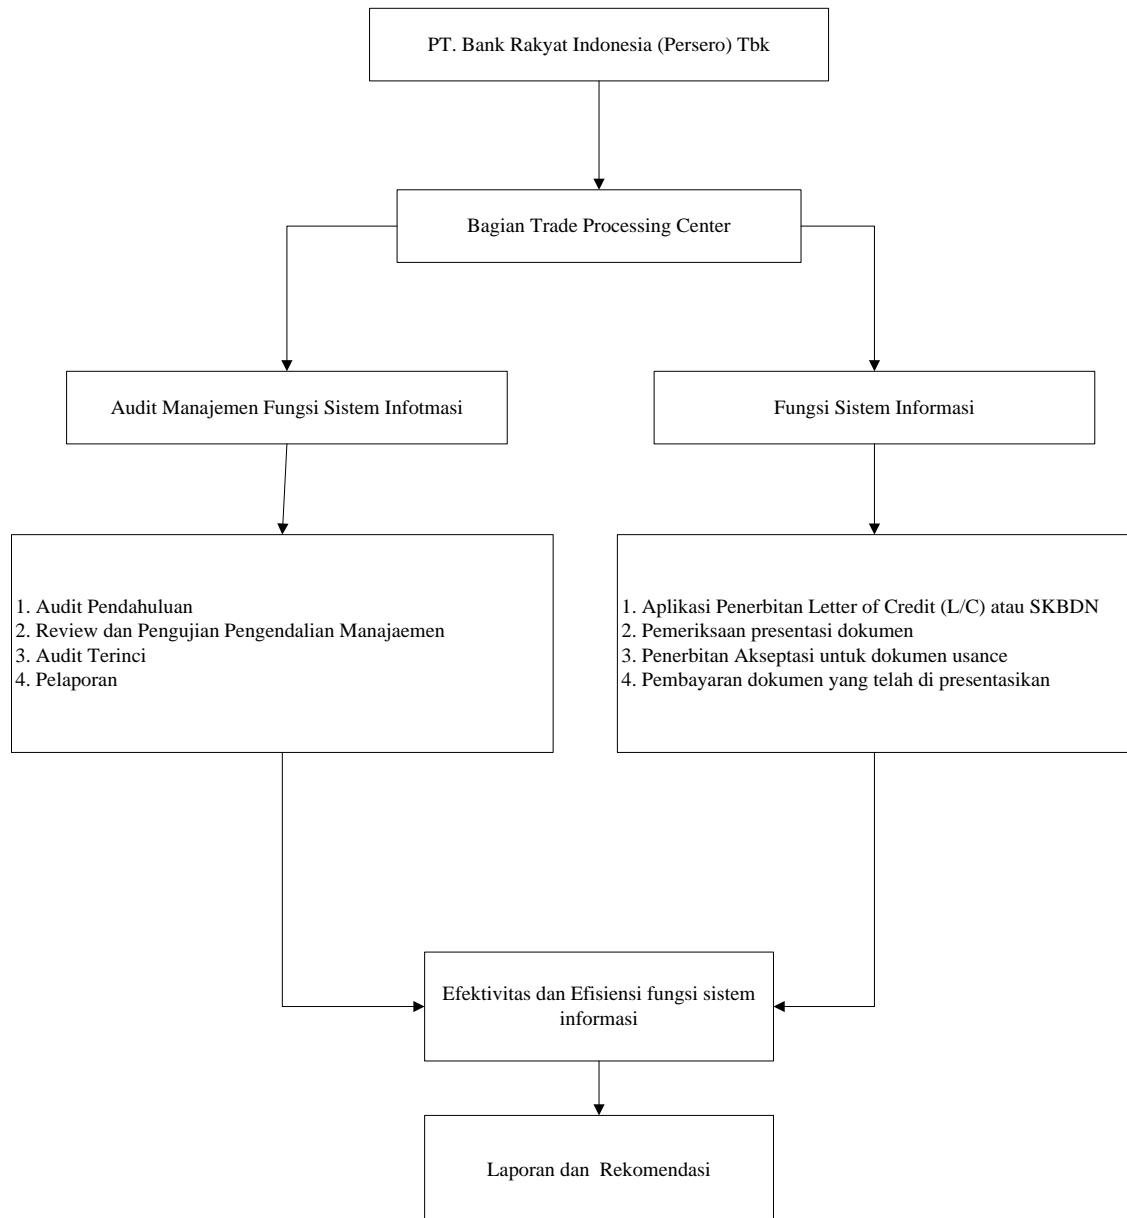 PT. Bank Rakyat Indonesia (Persero) Tbk
Bagian Trade Processing Center
Audit Manajemen Fungsi Sistem Infotmasi
Fungsi Sistem Informasi
1. Audit Pendahuluan
2. Review dan Pengujian Pengendalian Manajaemen
3. Audit Terinci
4. Pelaporan
1. Aplikasi Penerbitan Letter of Credit (L/C) atau SKBDN
2. Pemeriksaan presentasi dokumen
3. Penerbitan Akseptasi untuk dokumen usance
4. Pembayaran dokumen yang telah di presentasikan
Efektivitas dan Efisiensi fungsi sistem
informasi
Laporan dan  Rekomendasi